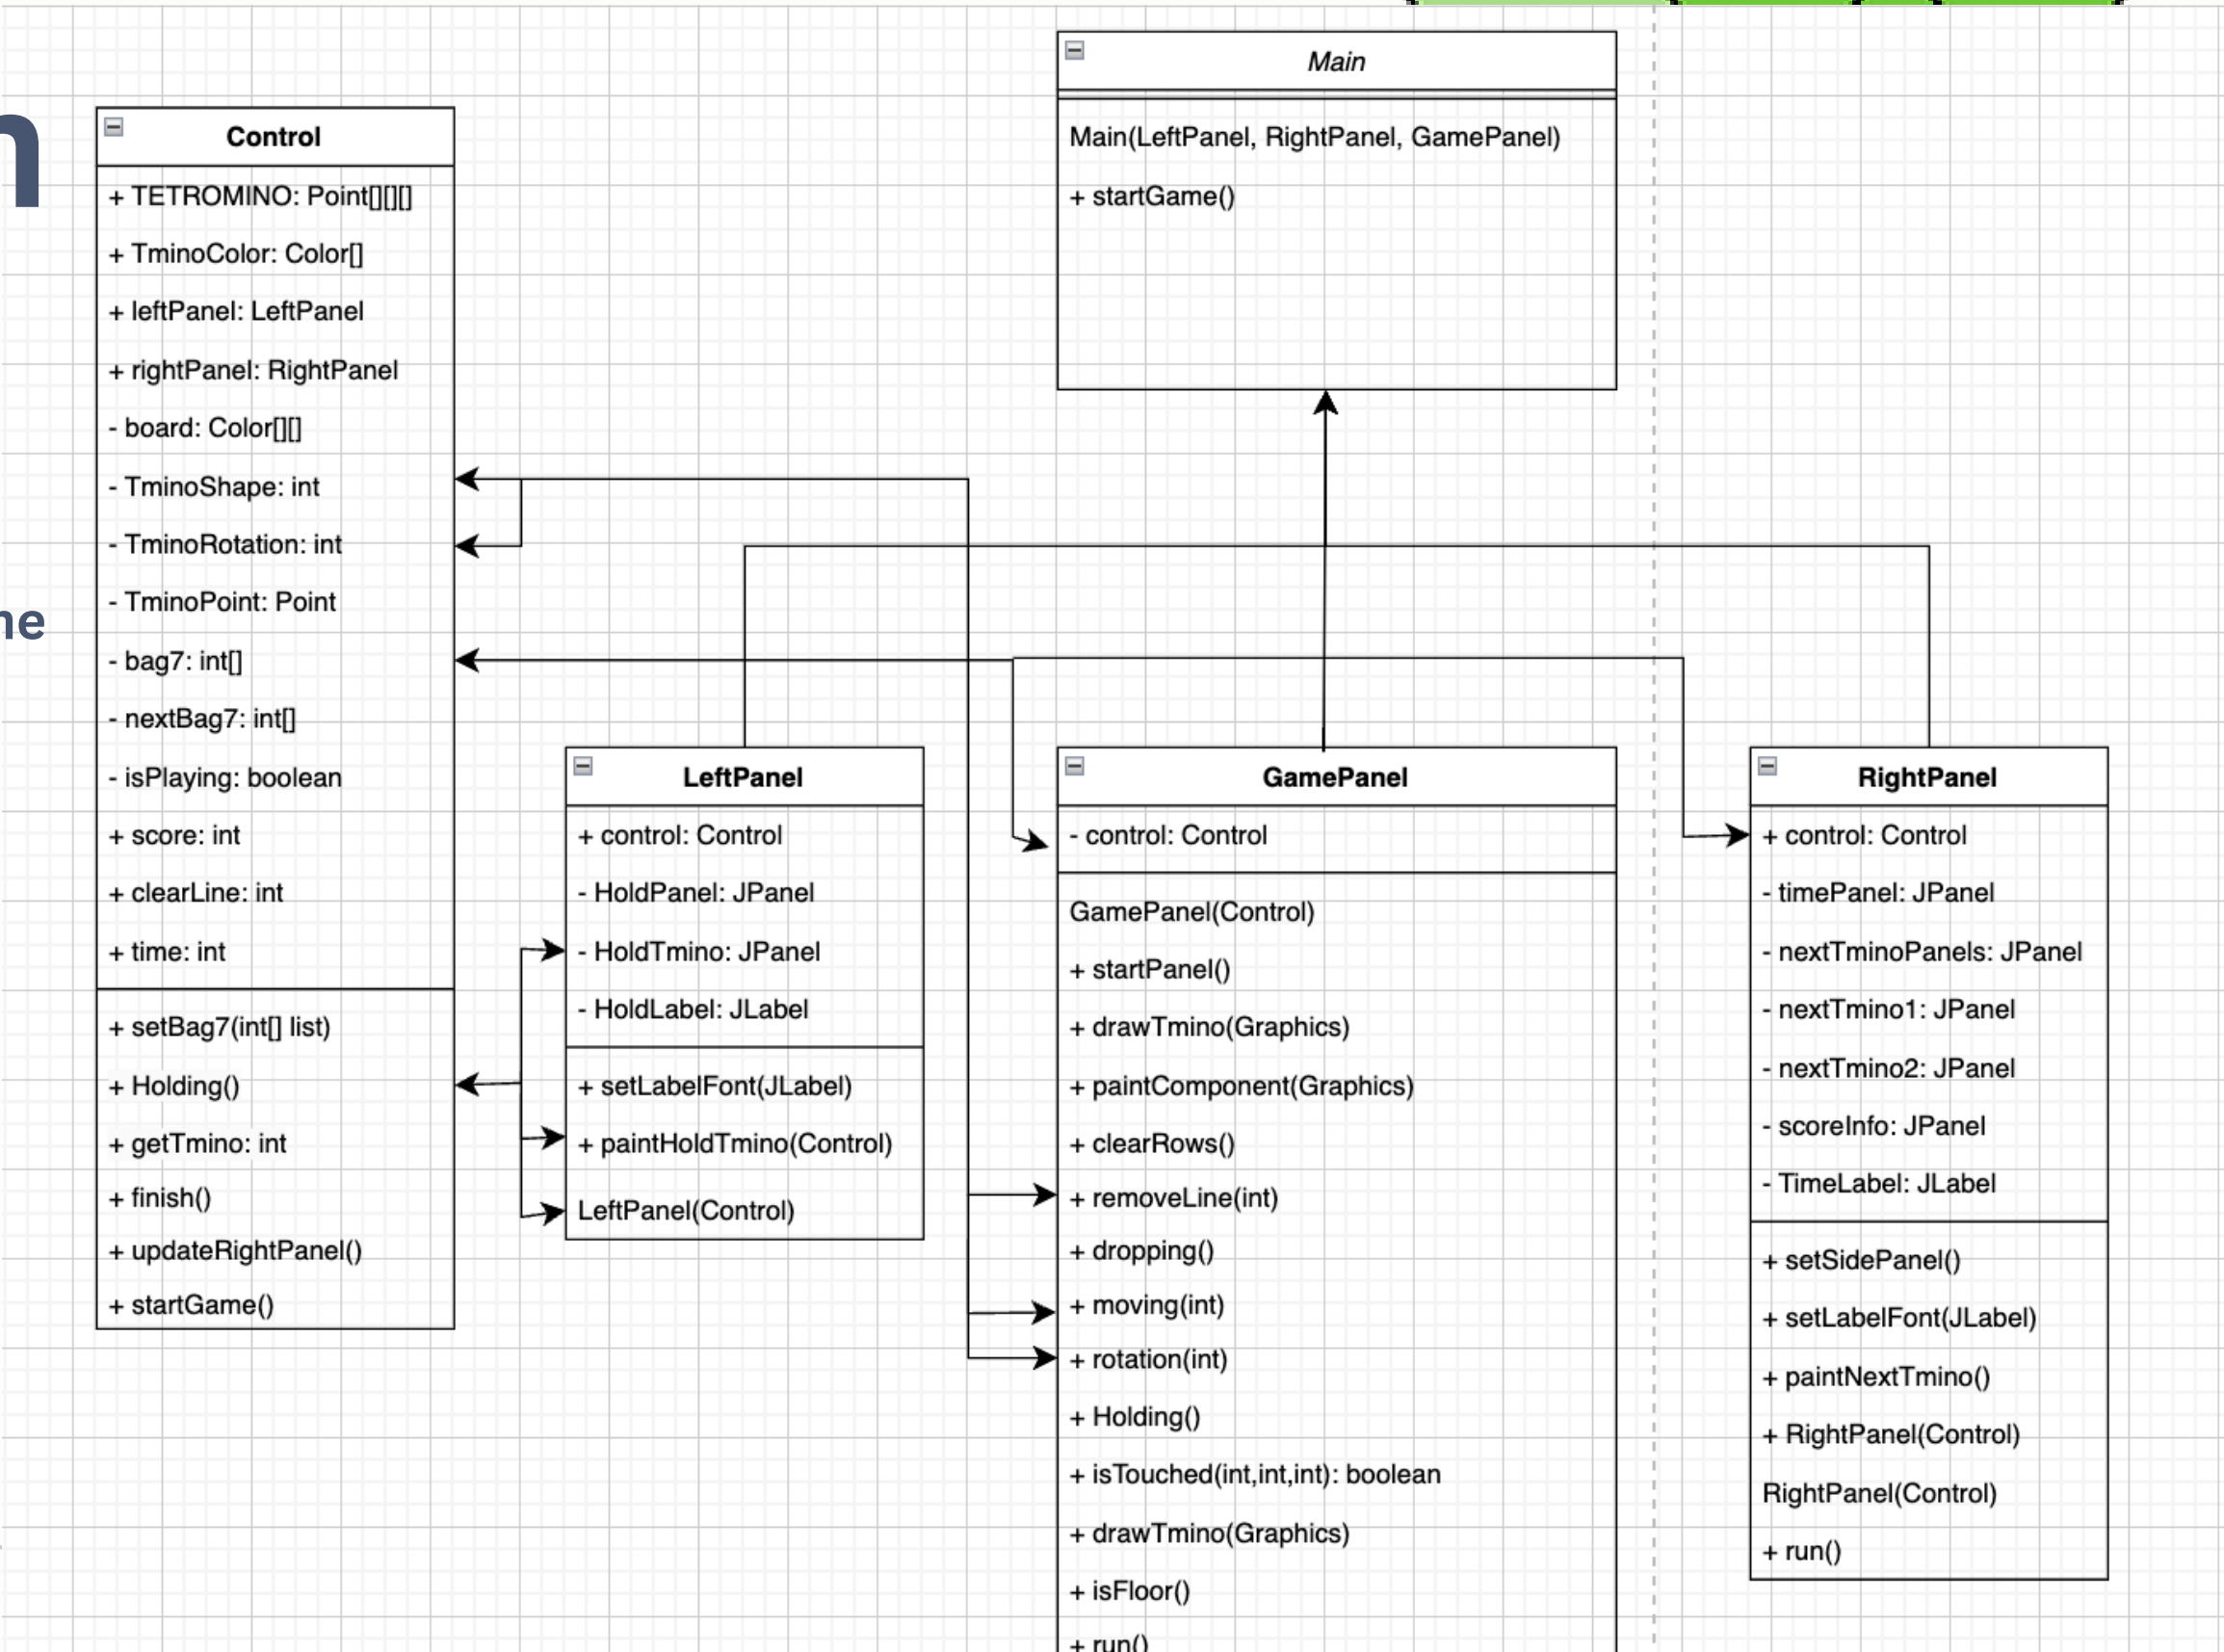 Main
Main(LeftPanel, RightPanel, GamePanel)
+ startGame()
Control
+ TETROMINO: Point[][][]
+ TminoColor: Color[]
+ leftPanel: LeftPanel
+ rightPanel: RightPanel
- board: Color[][]
- TminoShape: int
- TminoRotation: int
- TminoPoint: Point
- bag7: int[]
- nextBag7: int[]
- isPlaying: boolean
+ score: int
+ clearLine: int
+ time: int
+ setBag7(int[] list)
+ Holding()
+ getTmino: int
+ finish()
+ updateRightPanel()
+ startGame()
LeftPanel
+ control: Control
- HoldPanel: JPanel
- HoldTmino: JPanel
- HoldLabel: JLabel
+ setLabelFont(JLabel)
+ paintHoldTmino(Control)
LeftPanel(Control)
GamePanel
- control: Control
GamePanel(Control)
+ startPanel()
+ drawTmino(Graphics)
+ paintComponent(Graphics)
+ clearRows()
+ removeLine(int)
+ dropping()
+ moving(int)
+ rotation(int)
+ Holding()
+ isTouched(int,int,int): boolean
+ drawTmino(Graphics)
+ isFloor()
+ run()
RightPanel
+ control: Control
- timePanel: JPanel
- nextTminoPanels: JPanel
- nextTmino1: JPanel
- nextTmino2: JPanel
- scoreInfo: JPanel
- TimeLabel: JLabel
+ setSidePanel()
+ setLabelFont(JLabel)
+ paintNextTmino()
+ RightPanel(Control)
RightPanel(Control)
+ run()